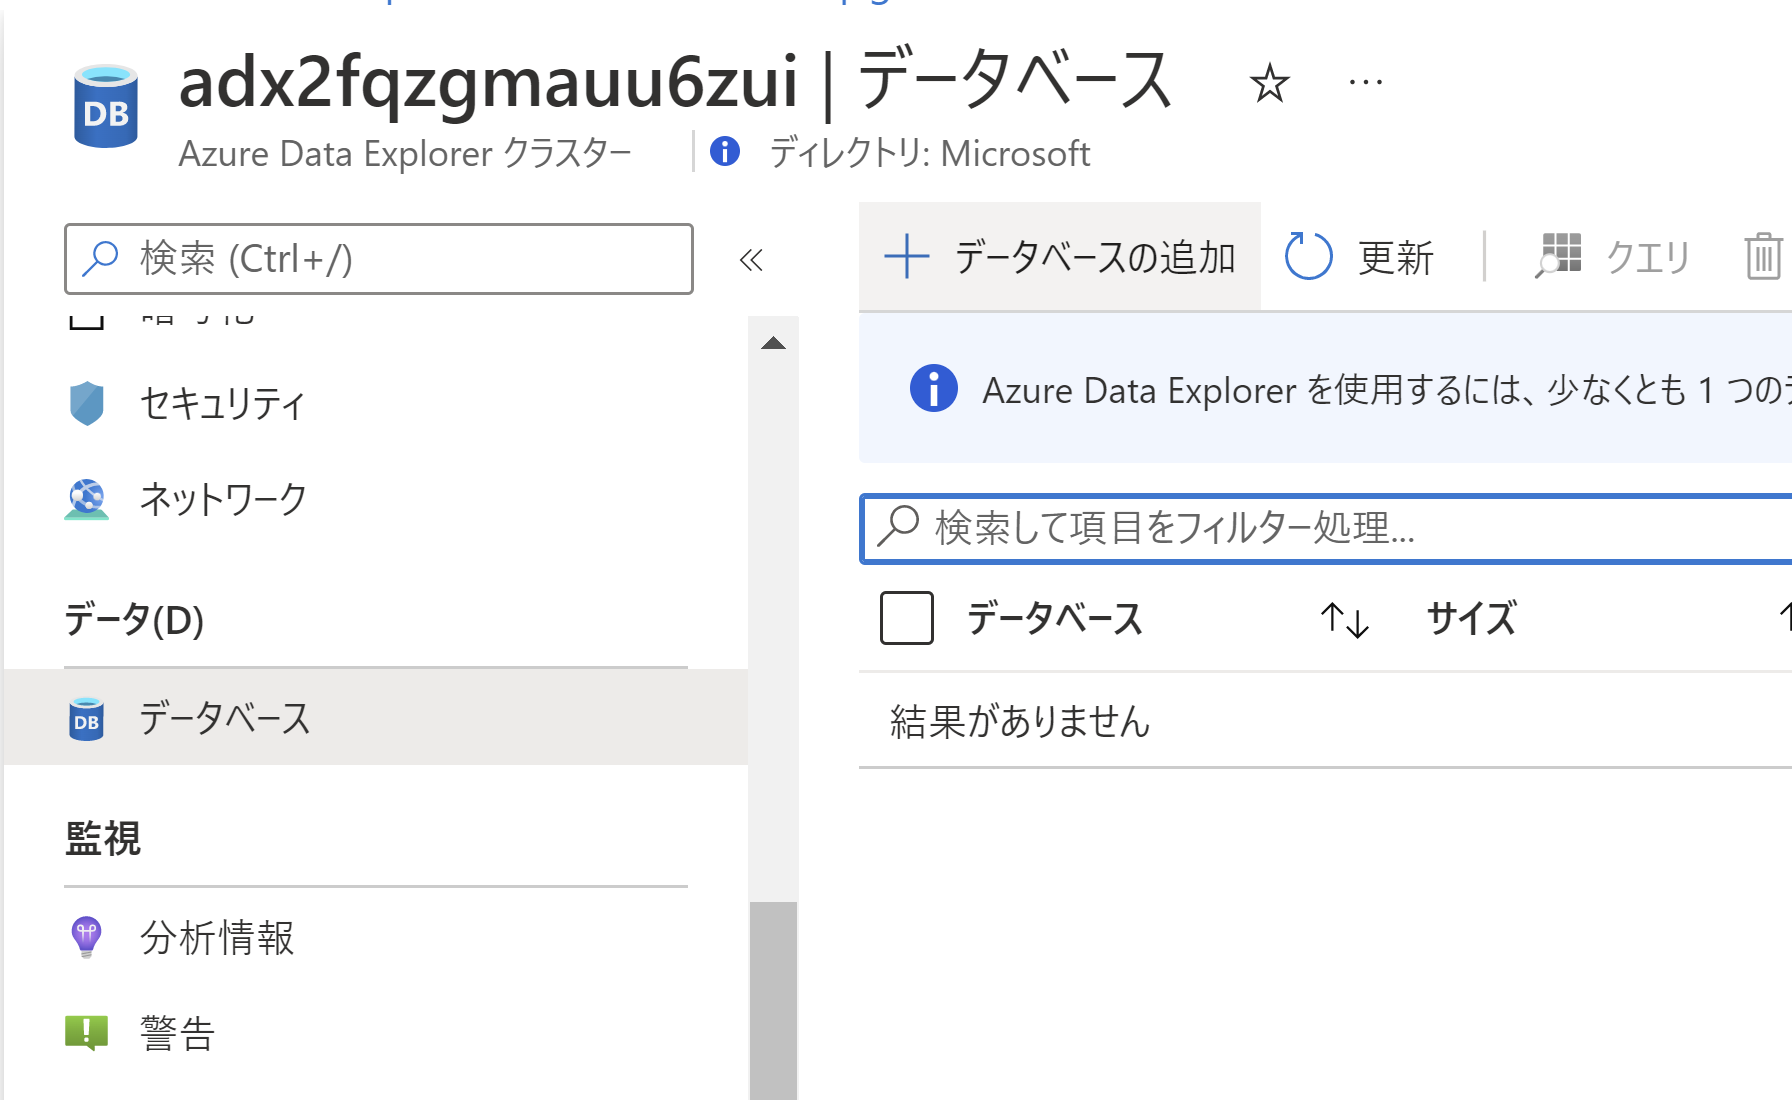 adx2fqzgmauu6zui | データベース
Azure Data Explorer クラスター
ディレクトリ: Microsoft
検索 (Ctrl+/)
セキュリティ
ネットワーク
データ(D)
DB
データベース
監視
分析情報
警告
データベースの追加
更新
クエリ
Azure Data Explorer を使用するには、少なくとも 1 つの
検索して項目をフィルター処理...
データベース
サイズ
結果がありません